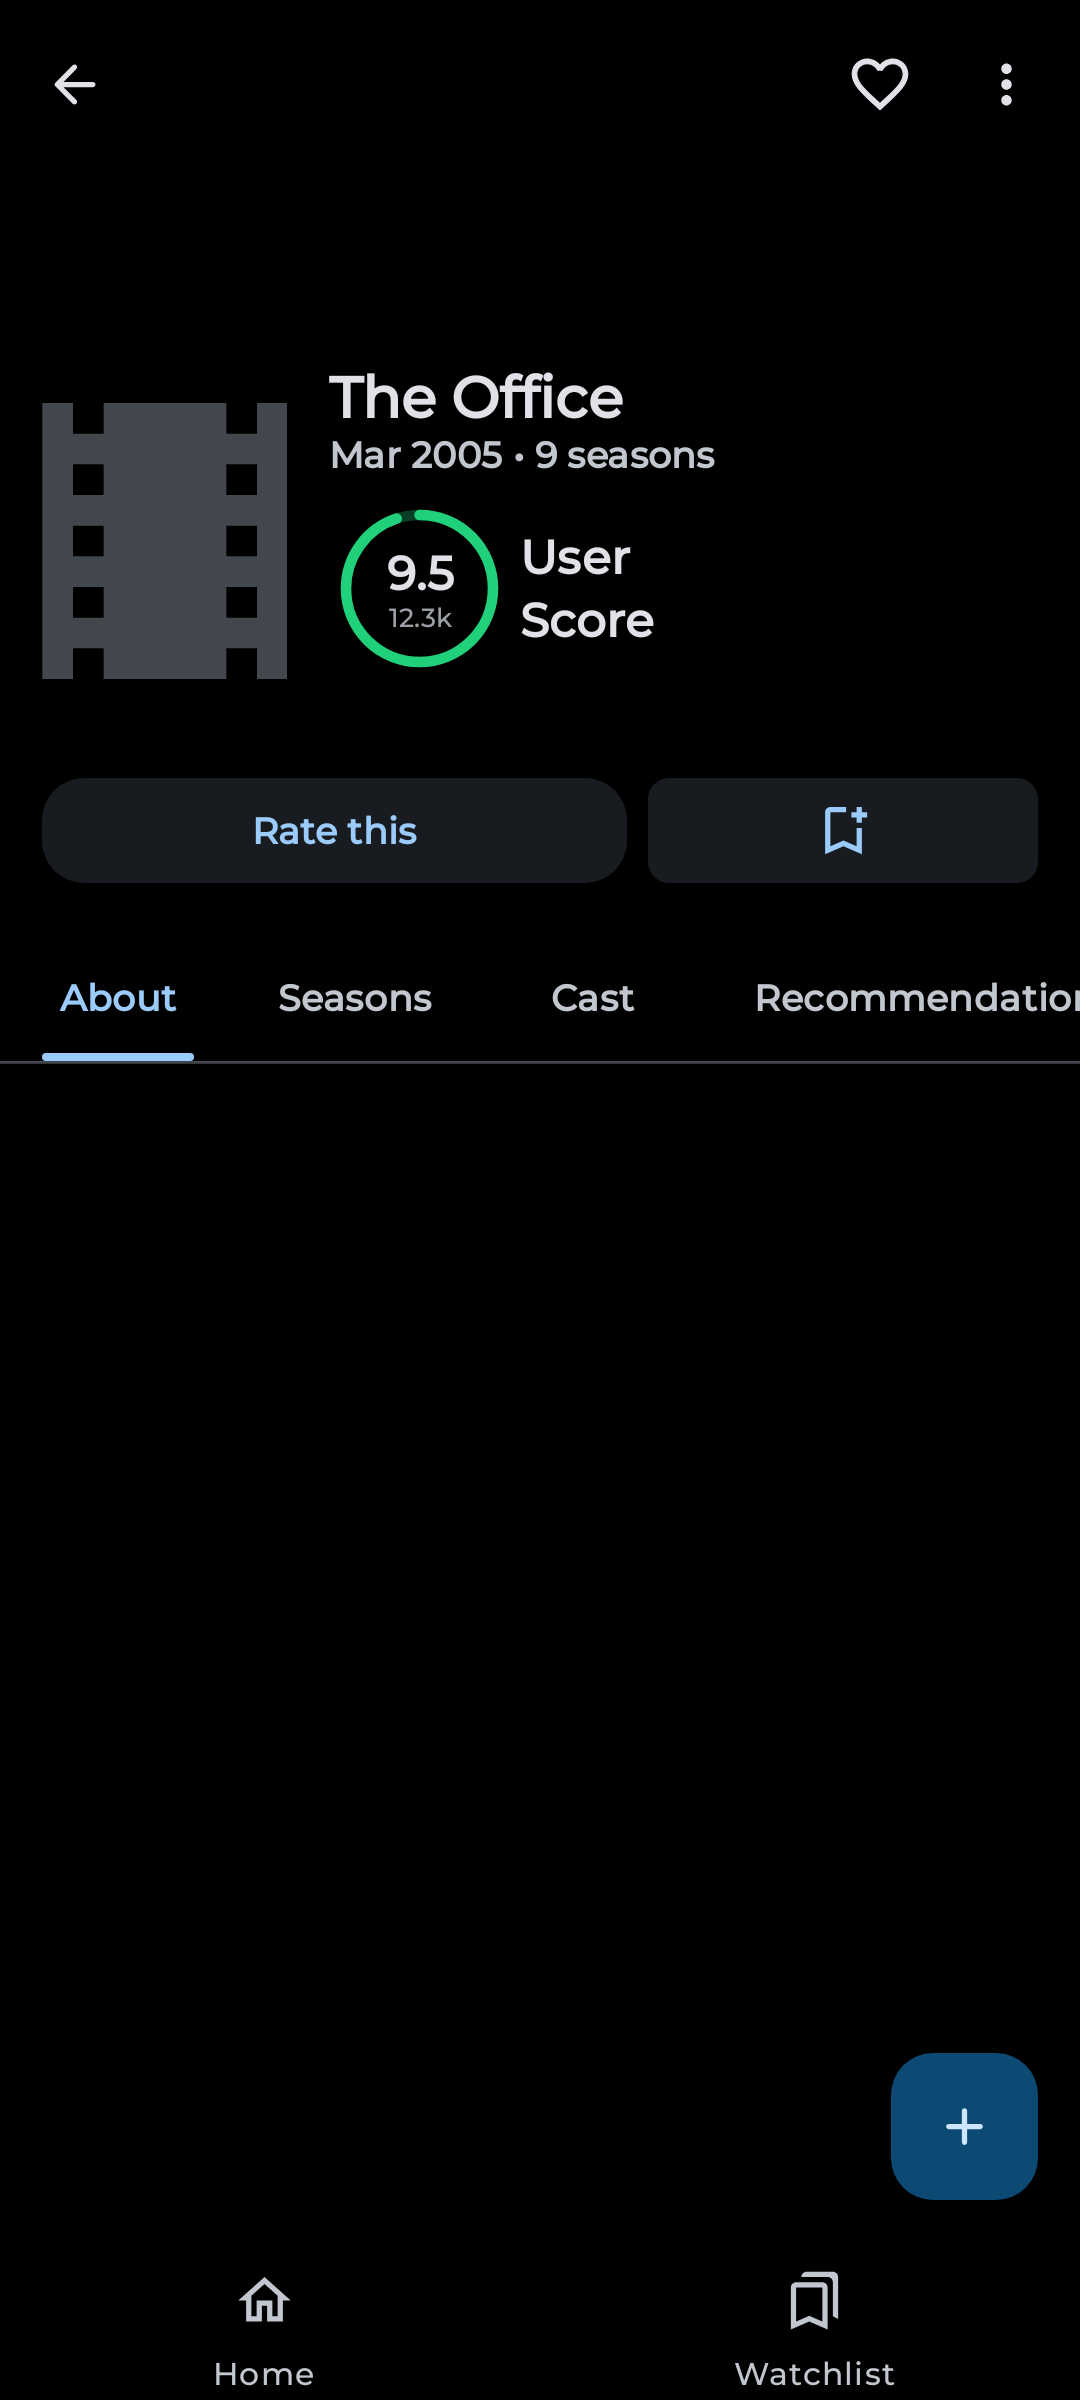 The Office
Mar 2005 • 9 seasons
9.5
12.3k
User
Score
Rate this
About
Seasons
Cast
Recommendation
Home
Watchlist